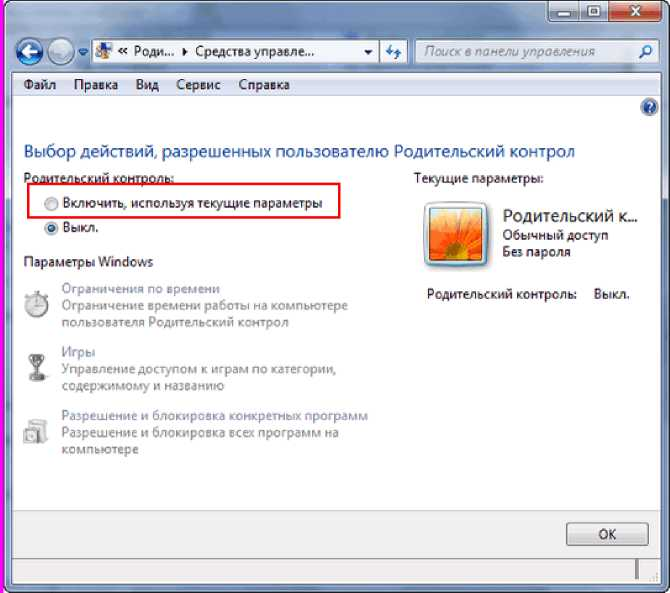 « Роди... ▸ Средства управле...
Поиск в панели управления
Файл Правка Вид Сервис Справка
Выбор действий, разрешенных пользователю Родительский контрол
Родительский контроль:
Включить, используя текущие параметры
Выкл.
Параметры Windows
Ограничения по времени
Ограничение времени работы на компьютере
пользователя Родительский контрол
Игры
Управление доступом к играм по категории,
содержимому и названию
Разрешение и блокировка конкретных программ
Разрешение и блокировка всех программ на
компьютере
Текущие параметры:
Родительский к...
Обычный доступ
Без пароля
Родительский контроль: Выкл.
OK